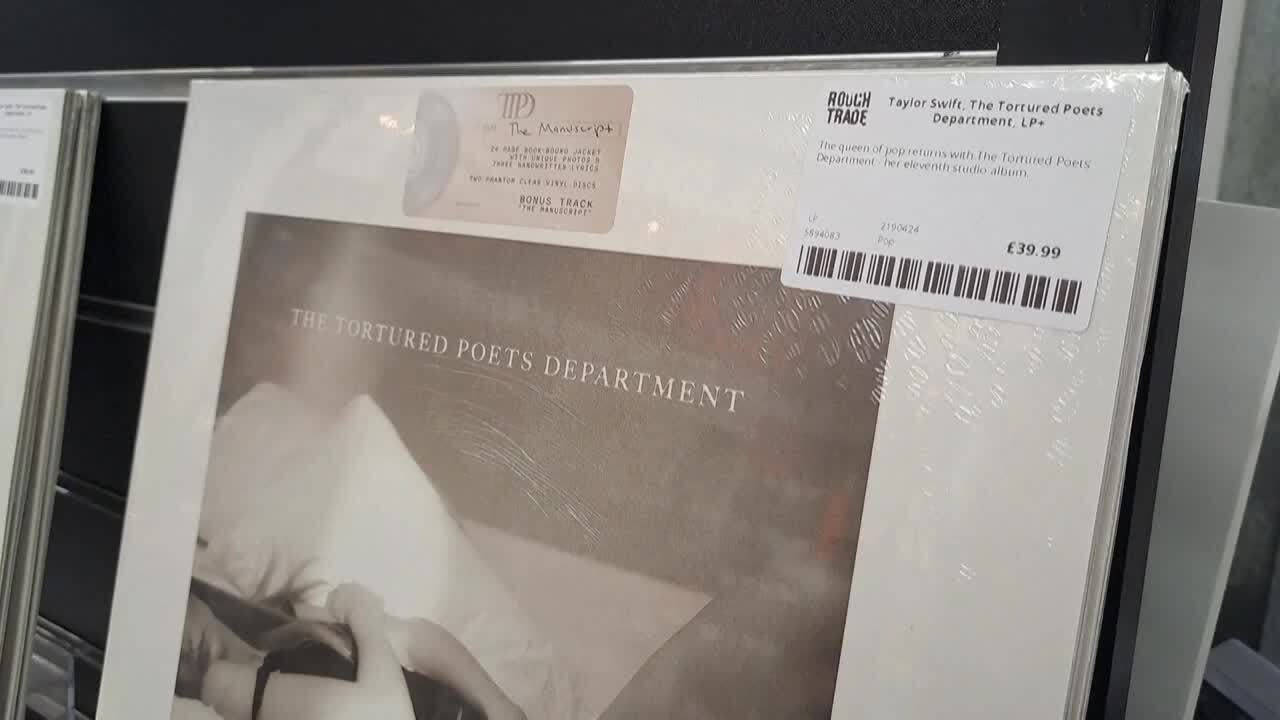 TTPD
The Manuscript
24 PAGE BOOK-BOUND JACKET
WITH UNIQUE PHOTOS &
THREE HANDWRITTEN LYRICS
TWO PHANTOM CLEAR VINYL DISCS
BONUS TRACK
"THE MANUSCRIPT"
ROUGH
TRADE
Taylor Swift, The Tortured Poets
Department, LP+
The queen of pop returns with The Tortured Poets
Department - her eleventh studio album.
LP
5894083
2190424
Pop
£39.99
THE TORTURED POETS DEPARTMENT